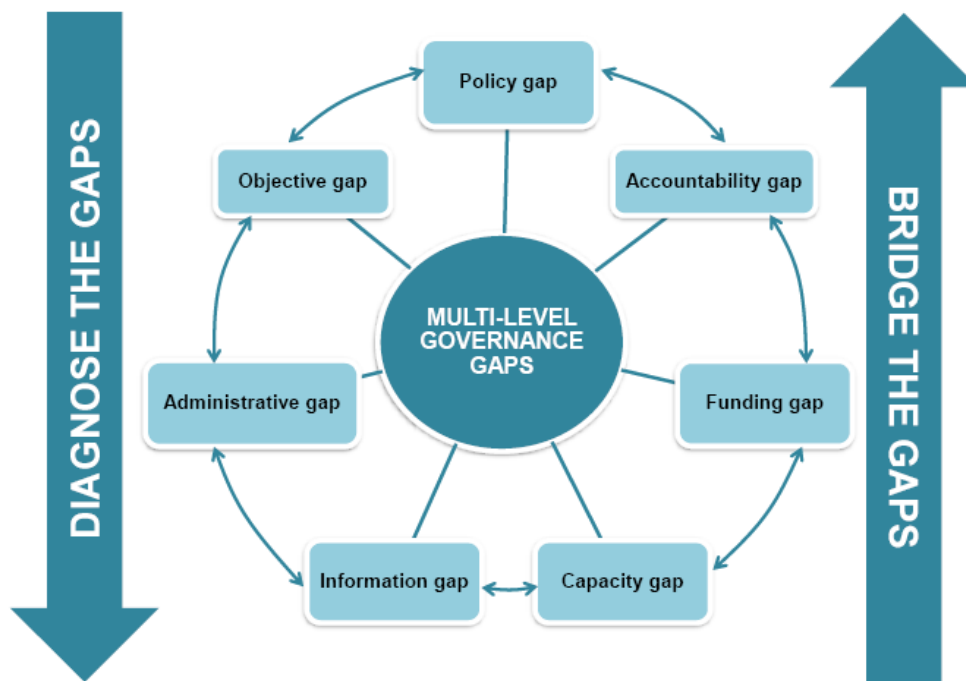 DIAGNOSE THE GAPS
Policy gap
Objective gap
Accountability gap
MULTI-LEVEL
GOVERNANCE
GAPS
Administrative gap
Funding gap
Information gap
Capacity gap
BRIDGE THE GAPS